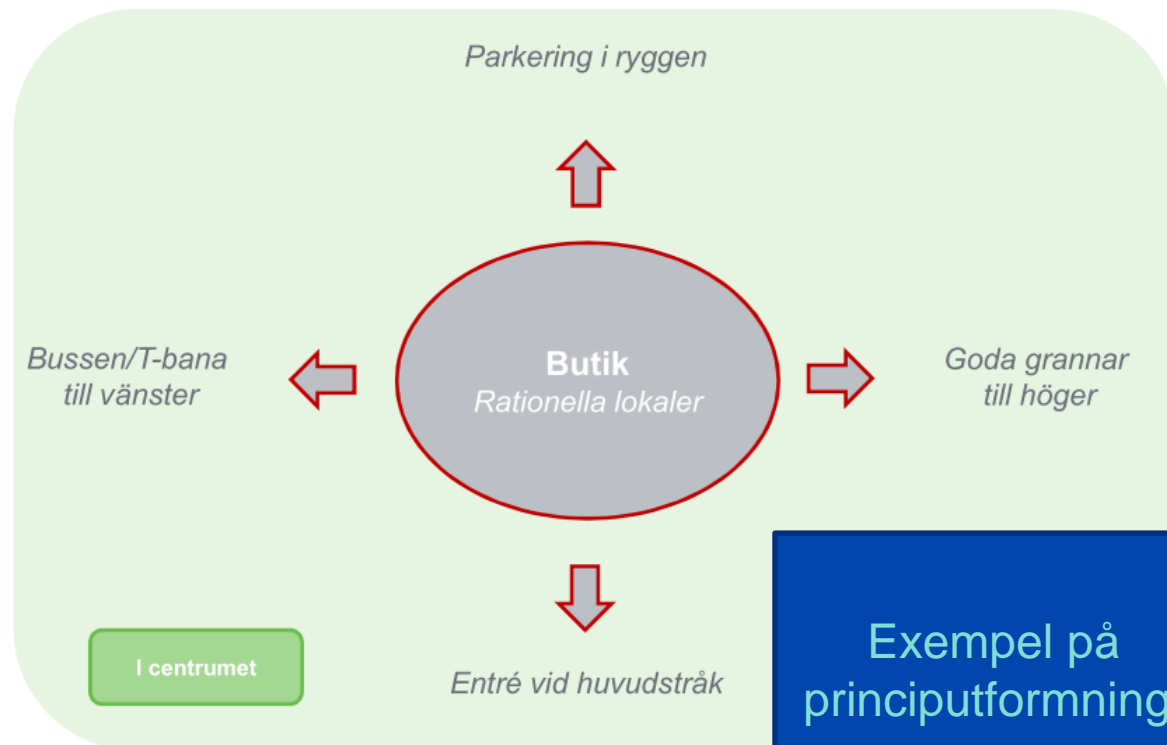 Parkering i ryggen
Bussen/T-bana
till vänster
Butik
Rationella lokaler
Goda grannar
till höger
I centrumet
Entré vid huvudstråk
Exempel på
principutformning